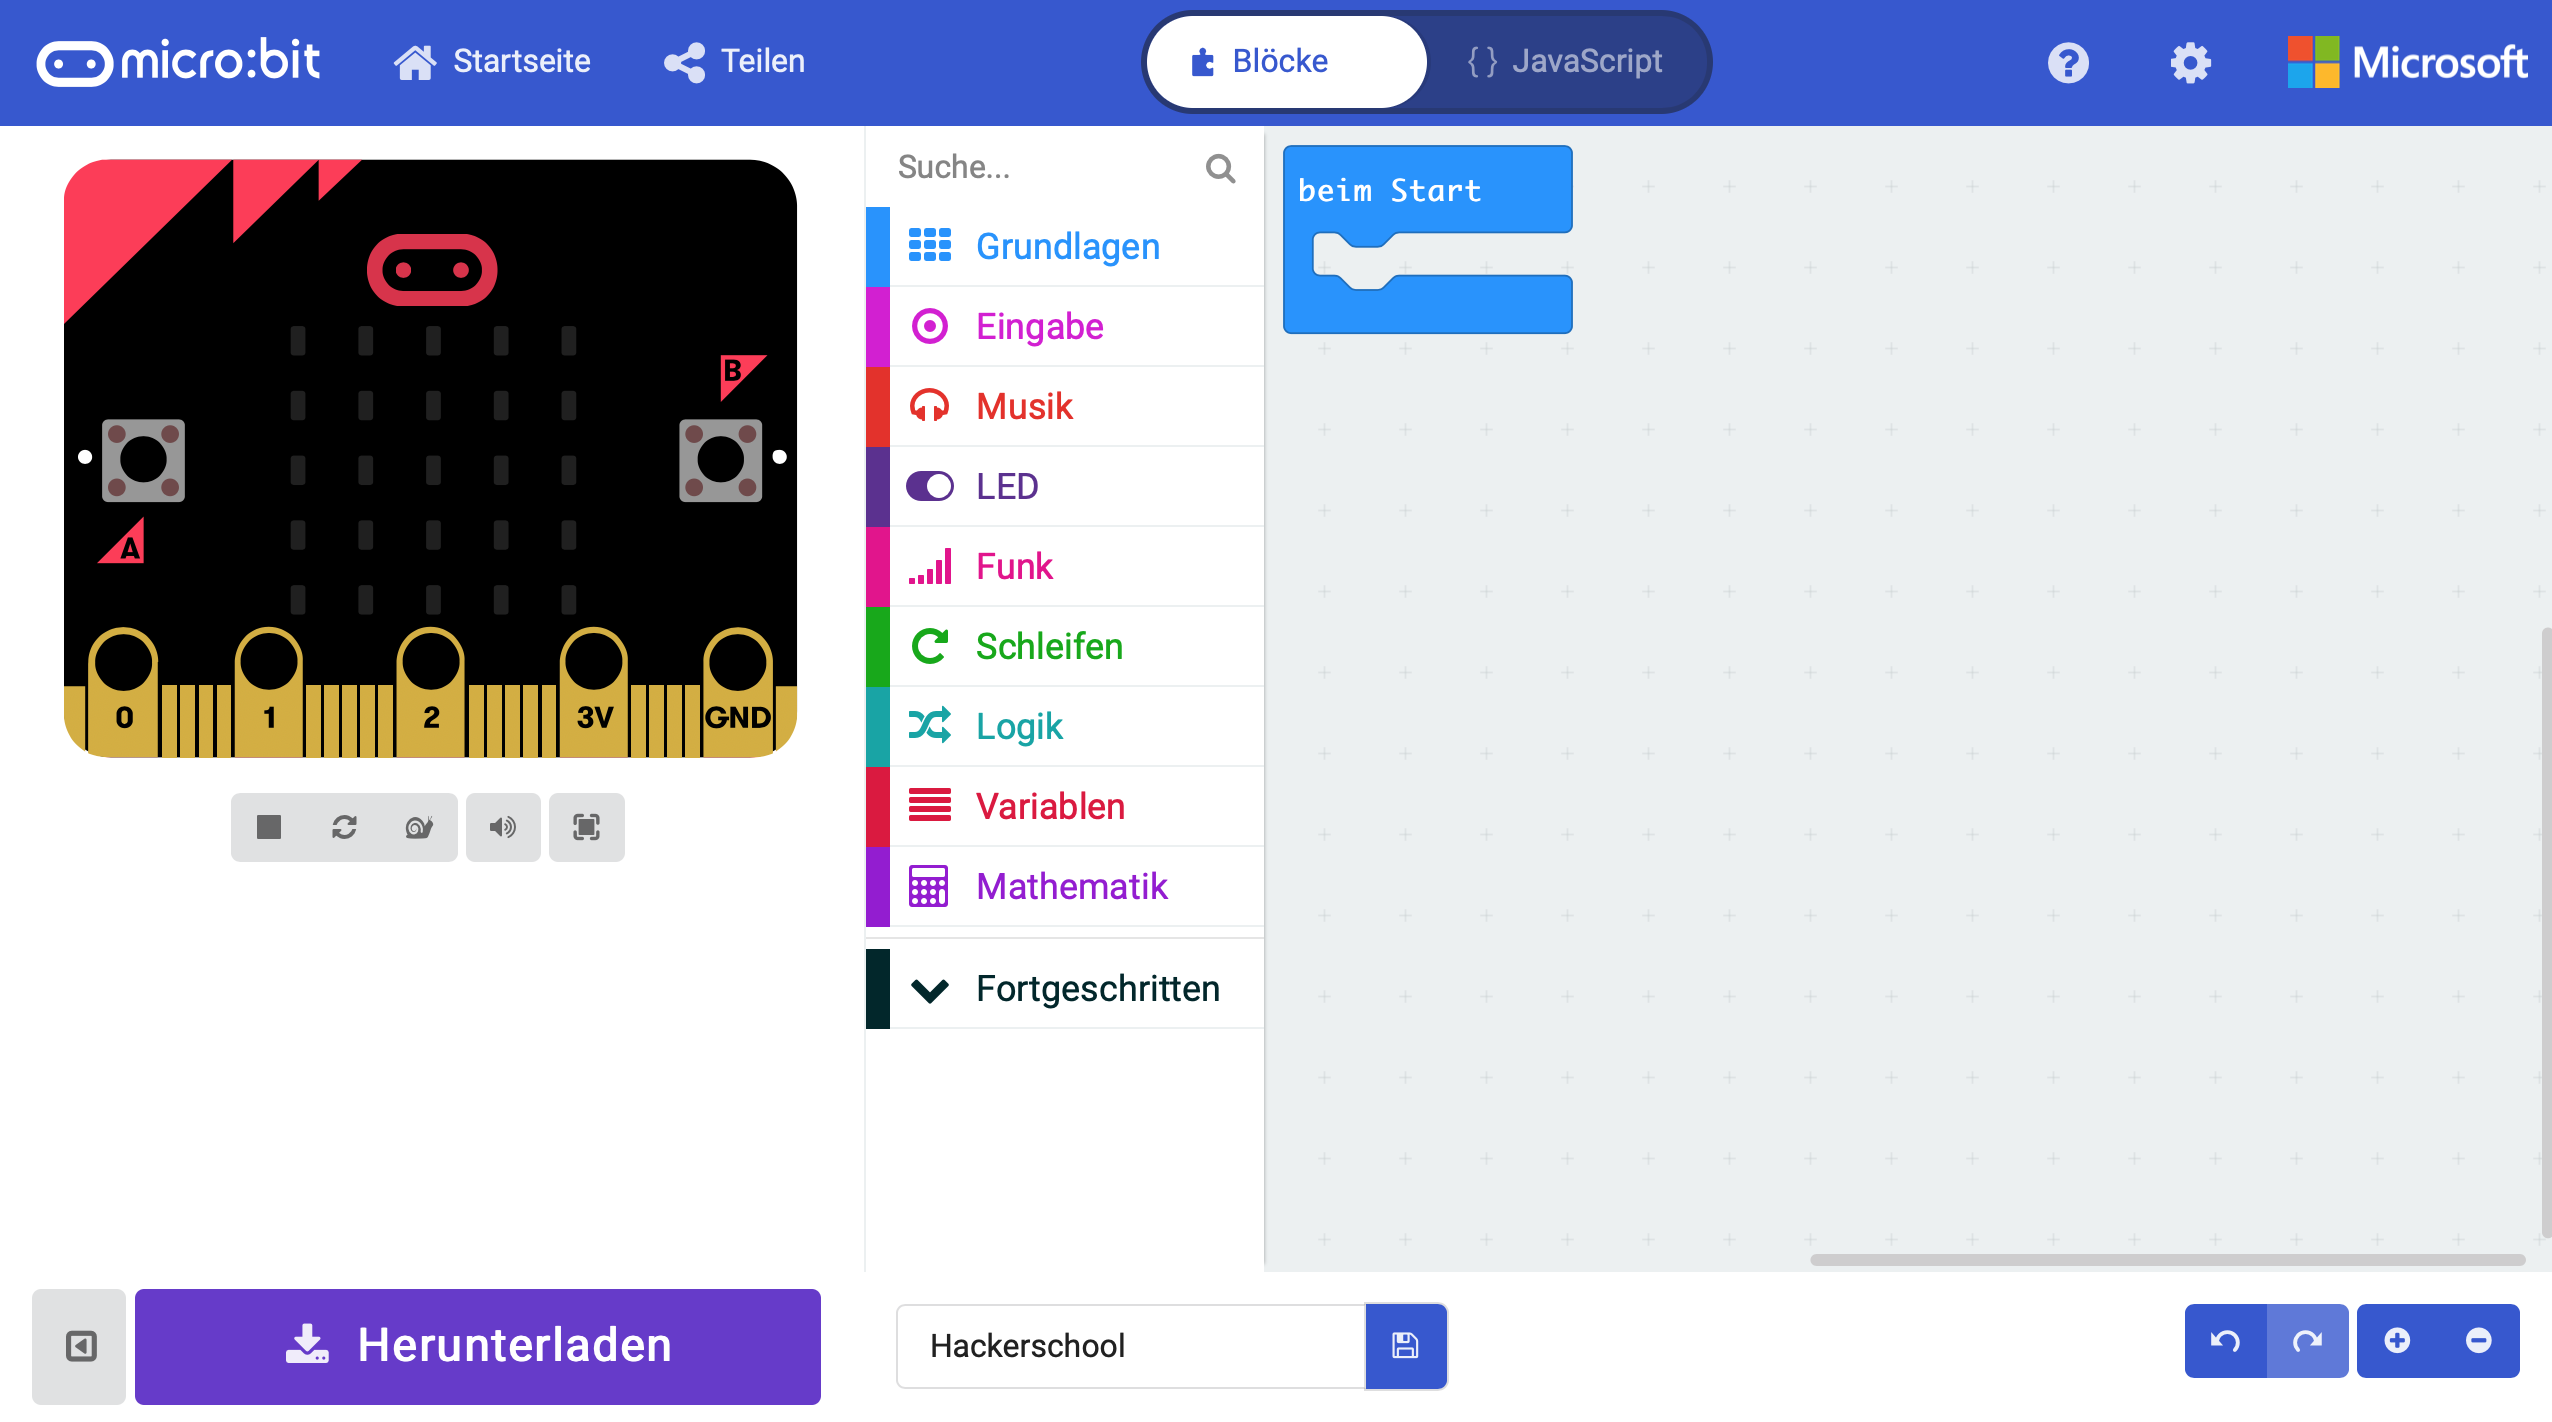 micro:bit
Startseite
Teilen
Blöcke
{ } JavaScript
Microsoft
Suche...
Grundlagen
Eingabe
Musik
LED
Funk
Schleifen
Logik
Variablen
Mathematik
Fortgeschritten
beim Start
B
A
0 1 2 3V GND
Herunterladen
Hackerschool